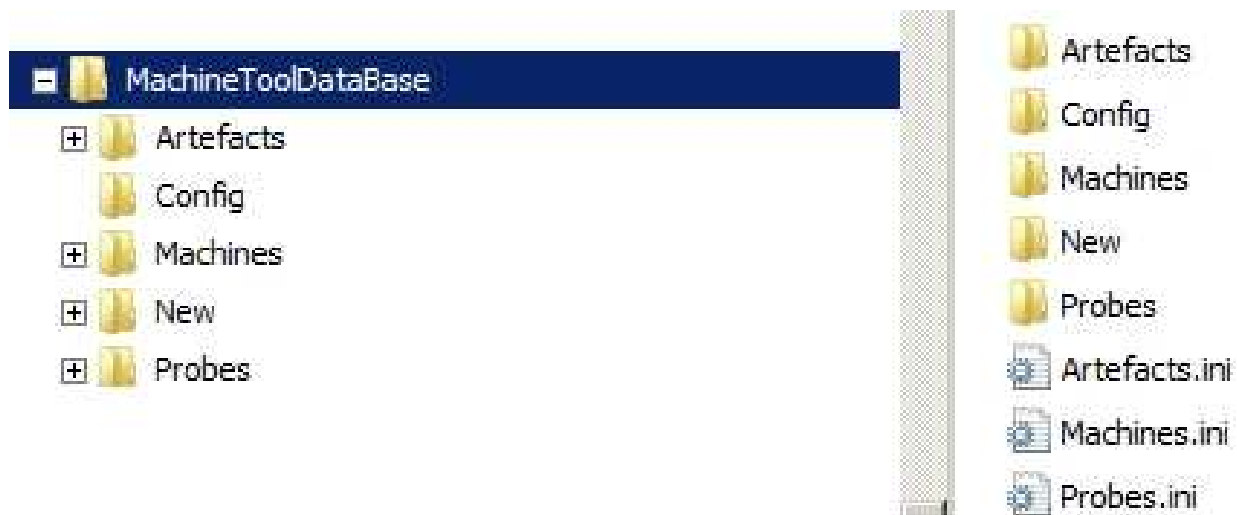 MachineToolDataBase
Artefacts
Config
Machines
New
Probes
Artefacts
Config
Machines
New
Probes
Artefacts.ini
Machines.ini
Probes.ini